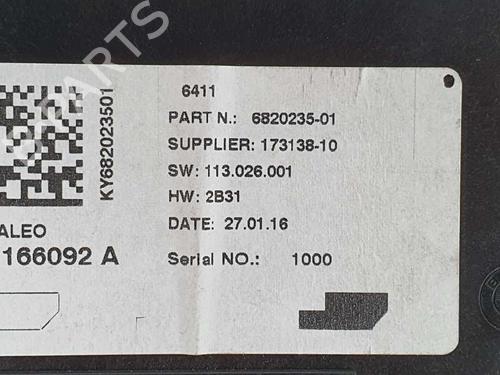 6411
PART N.: 6820235-01
SUPPLIER: 173138-10
SW: 113.026.001
HW: 2B31
DATE: 27.01.16
Serial NO.: 1000
KY682023501
ALEO
166092 A
PARTS